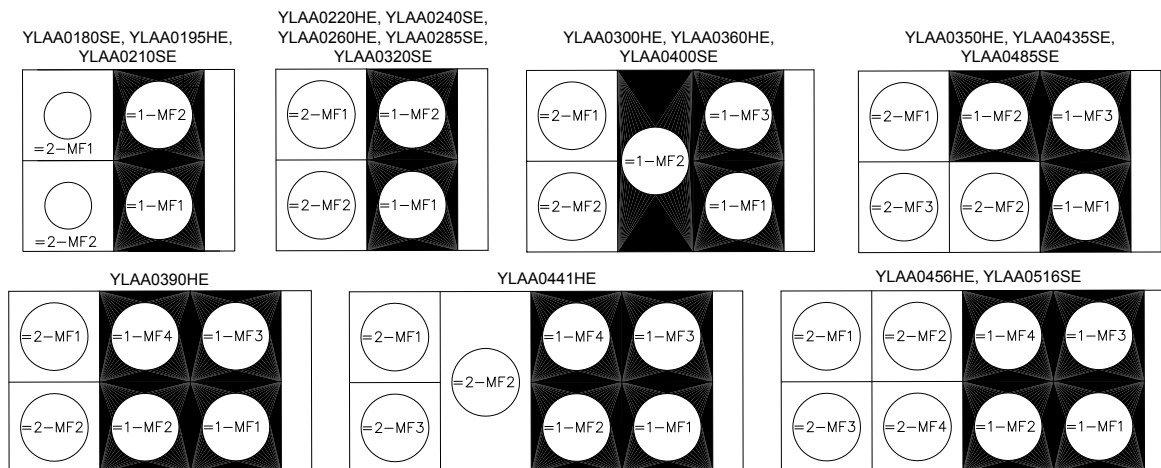 YLAA0180SE, YLAA0195HE,
YLAA0210SE
=2-MF1
=1-MF2
=2-MF2
=1-MF1
YLAA0220HE, YLAA0240SE,
YLAA0260HE, YLAA0285SE,
YLAA0320SE
=2-MF1
=1-MF2
=2-MF2
=1-MF1
YLAA0300HE, YLAA0360HE,
YLAA0400SE
=2-MF1
=1-MF3
=1-MF2
=2-MF2
=1-MF1
YLAA0350HE, YLAA0435SE,
YLAA0485SE
=2-MF1
=1-MF2
=1-MF3
=2-MF3
=2-MF2
=1-MF1
YLAA0390HE
=2-MF1
=1-MF4
=1-MF3
=2-MF2
=1-MF2
=1-MF1
YLAA0441HE
=2-MF1
=1-MF4
=1-MF3
=2-MF2
=2-MF3
=1-MF2
=1-MF1
YLAA0456HE, YLAA0516SE
=2-MF1
=2-MF2
=1-MF4
=1-MF3
=2-MF3
=2-MF4
=1-MF2
=1-MF1